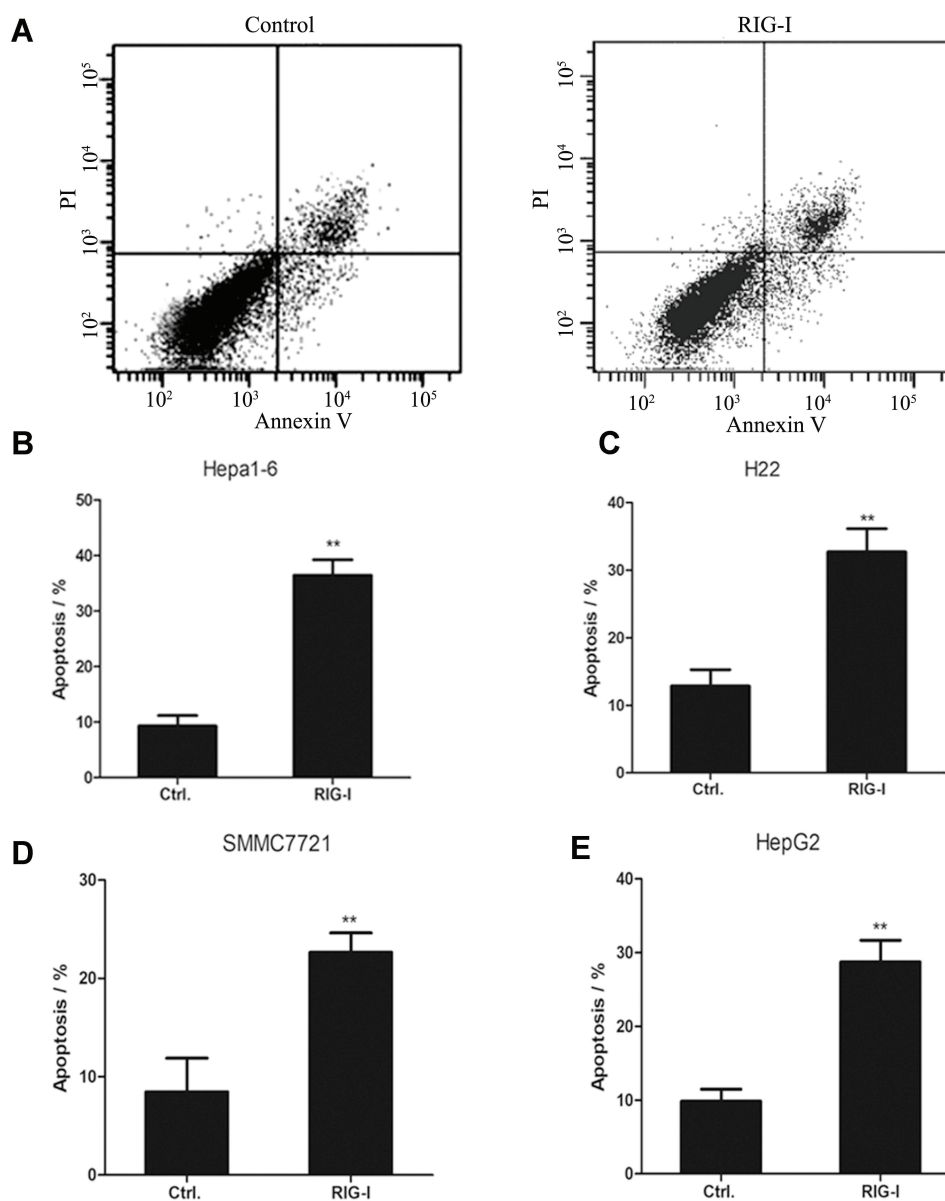 A
Control
RIG-I
PI
10^5
10^4
10^3
10^2
10^2
10^3
10^4
10^5
Annexin V
PI
10^5
10^4
10^3
10^2
10^2
10^3
10^4
10^5
Annexin V
B
Hepa1-6
Apoptosis / %
50
40
30
20
10
0
**
Ctrl.
RIG-I
C
H22
Apoptosis / %
40
30
20
10
0
**
Ctrl.
RIG-I
D
SMMC7721
Apoptosis / %
30
20
10
0
**
Ctrl.
RIG-I
E
HepG2
Apoptosis / %
40
30
20
10
0
**
Ctrl.
RIG-I